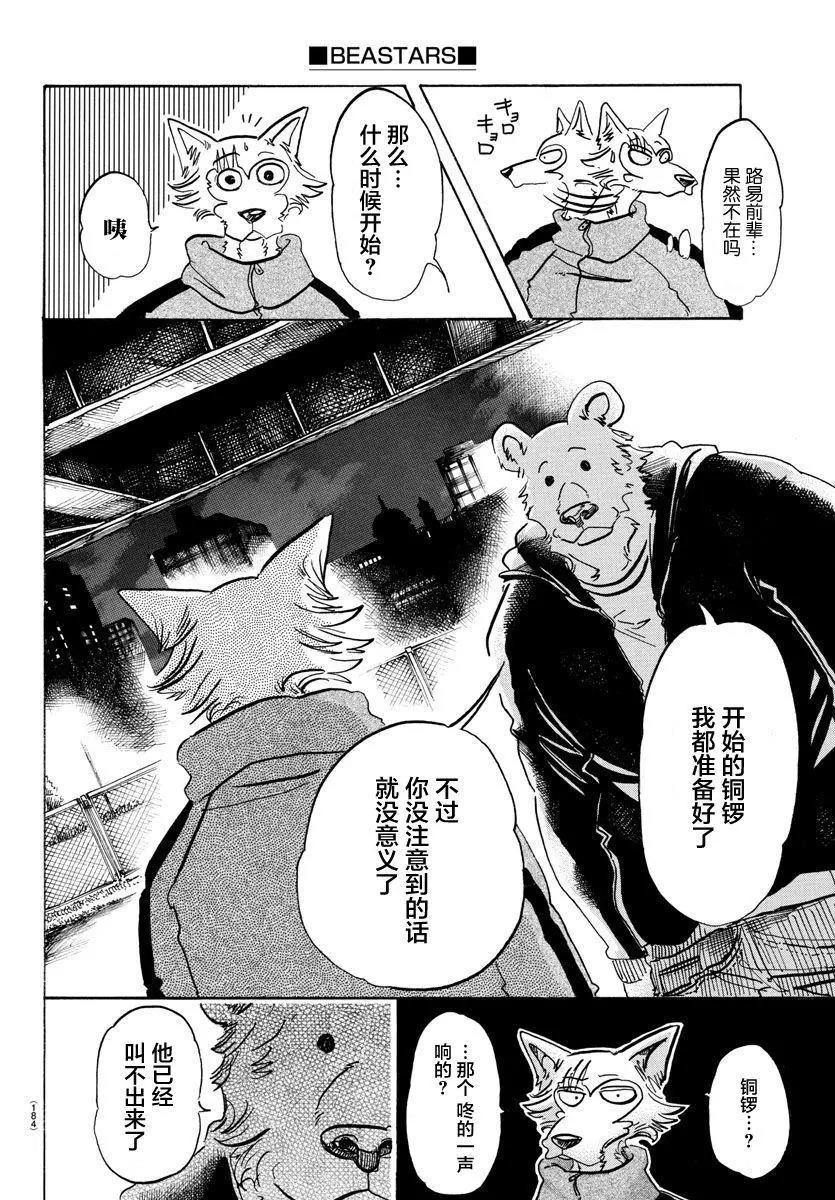 ■BEASTARS■
路易前辈…
果然不在吗
キョロ
キョロ
那么…
什么时候开始?
咦
开始的铜锣
我都准备好了
不过
你没注意到的话
就没意义了
铜锣…?
…那个 咚的一声
响的?
他已经
叫不出来了
(184)